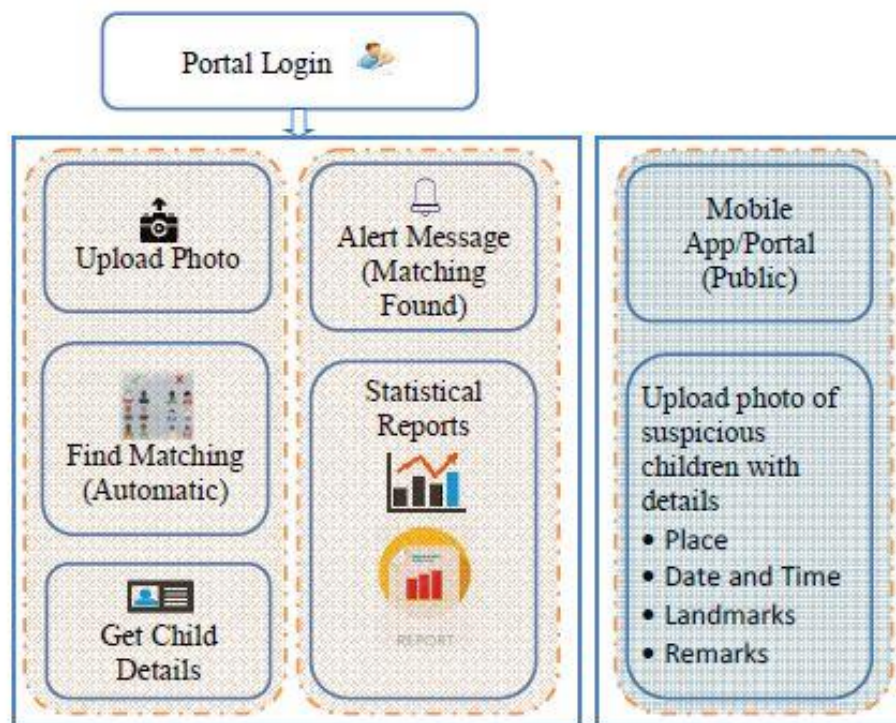 Portal Login
Upload Photo
Find Matching
(Automatic)
Get Child
Details
Alert Message
(Matching
Found)
Statistical
Reports
REPORT
Mobile
App/Portal
(Public)
Upload photo of
suspicious
children with
details
• Place
• Date and Time
• Landmarks
• Remarks